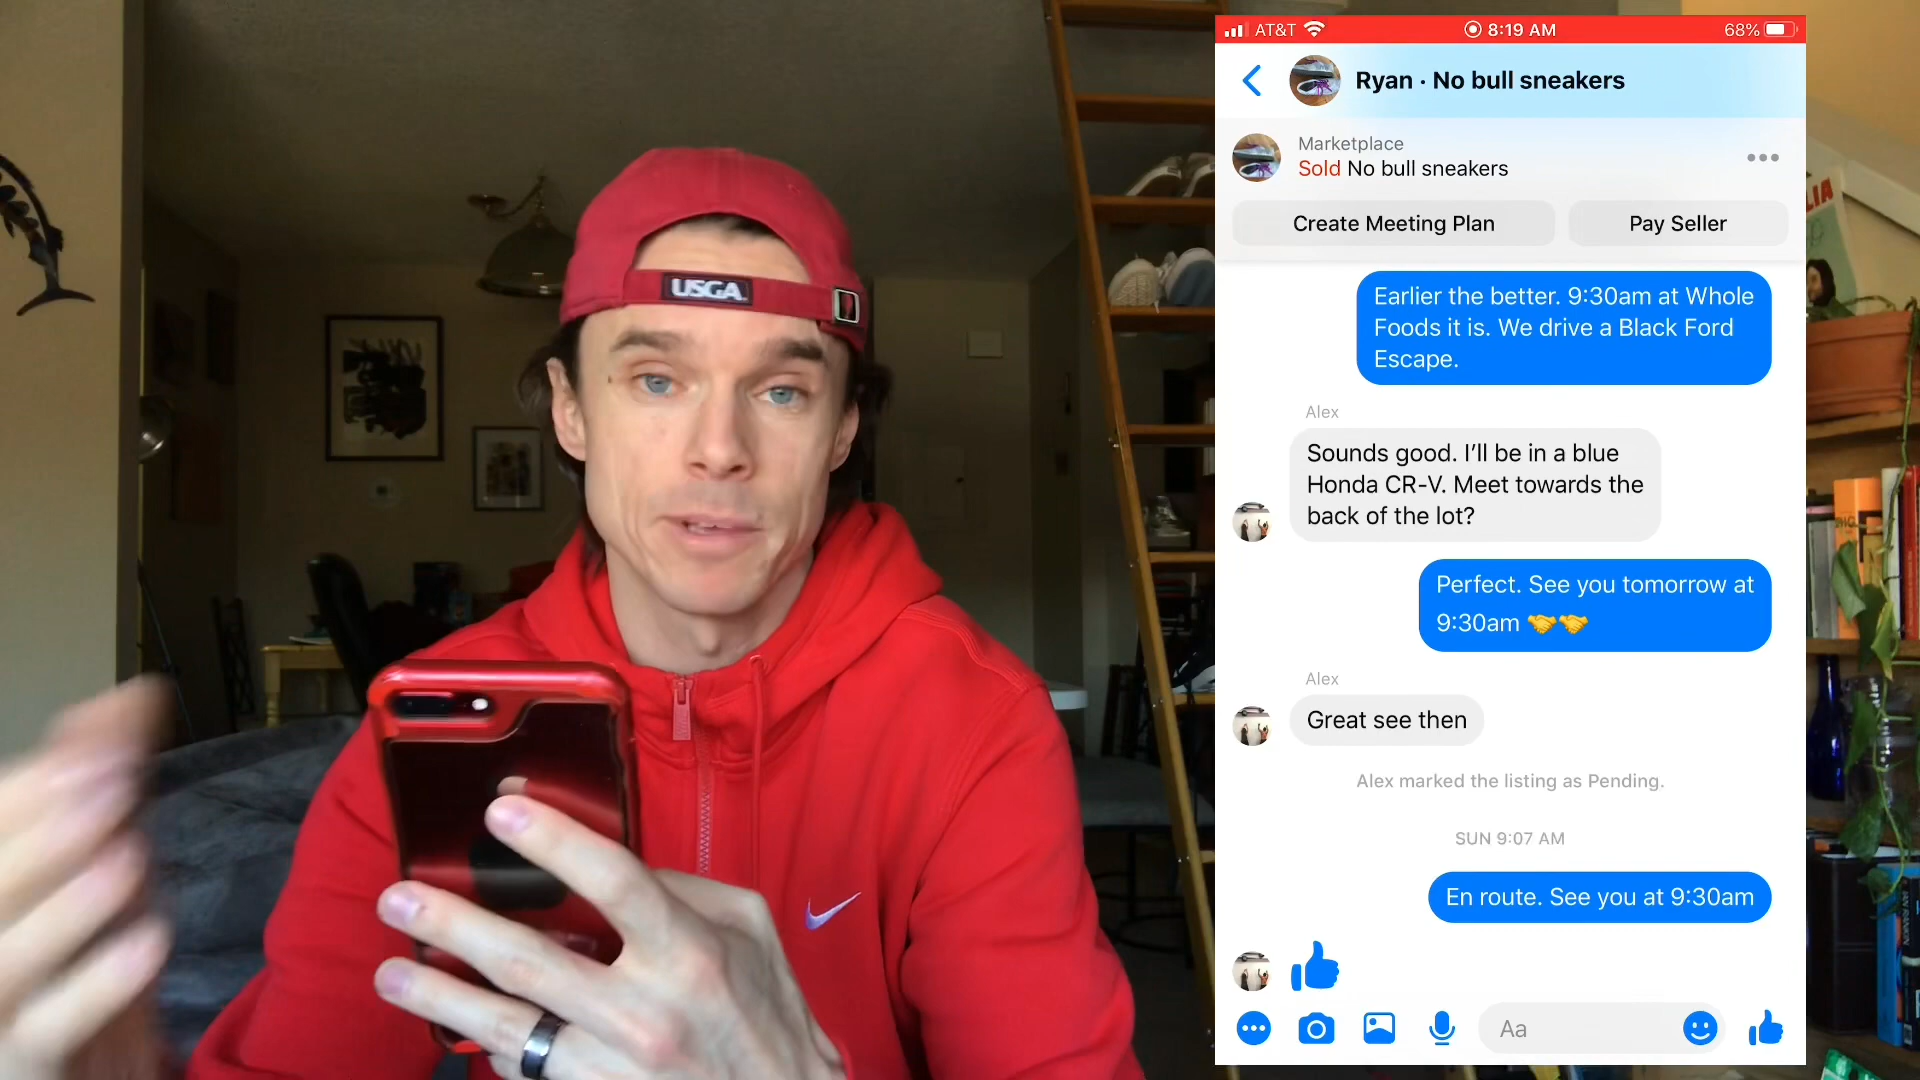 USGA
AT&T
8:19 AM
68%
Ryan · No bull sneakers
Marketplace
Sold No bull sneakers
Create Meeting Plan
Pay Seller
Earlier the better. 9:30am at Whole
Foods it is. We drive a Black Ford
Escape.
Alex
Sounds good. I’ll be in a blue
Honda CR-V. Meet towards the
back of the lot?
Perfect. See you tomorrow at
9:30am 🤝🤝
Alex
Great see then
Alex marked the listing as Pending.
SUN 9:07 AM
En route. See you at 9:30am
Aa
LIA